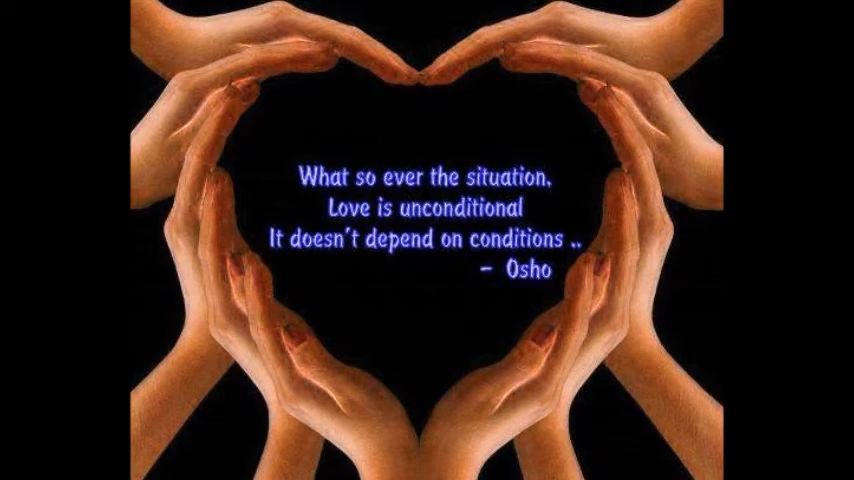 What so ever the situation,
Love is unconditional
It doesn't depend on conditions ..
- Osho